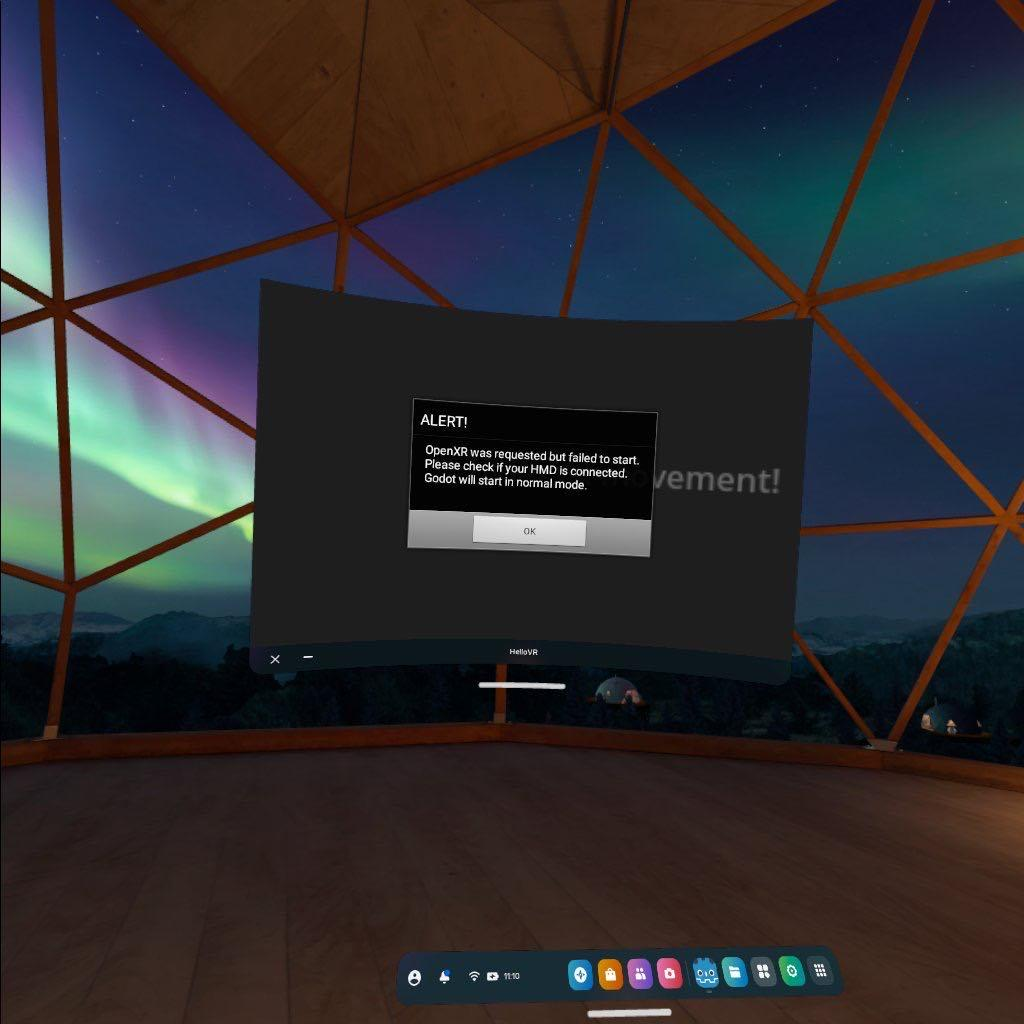 ALERT!
OpenXR was requested but failed to start.
Please check if your HMD is connected.
Godot will start in normal mode.
vement!
OK
HelloVR
11:10